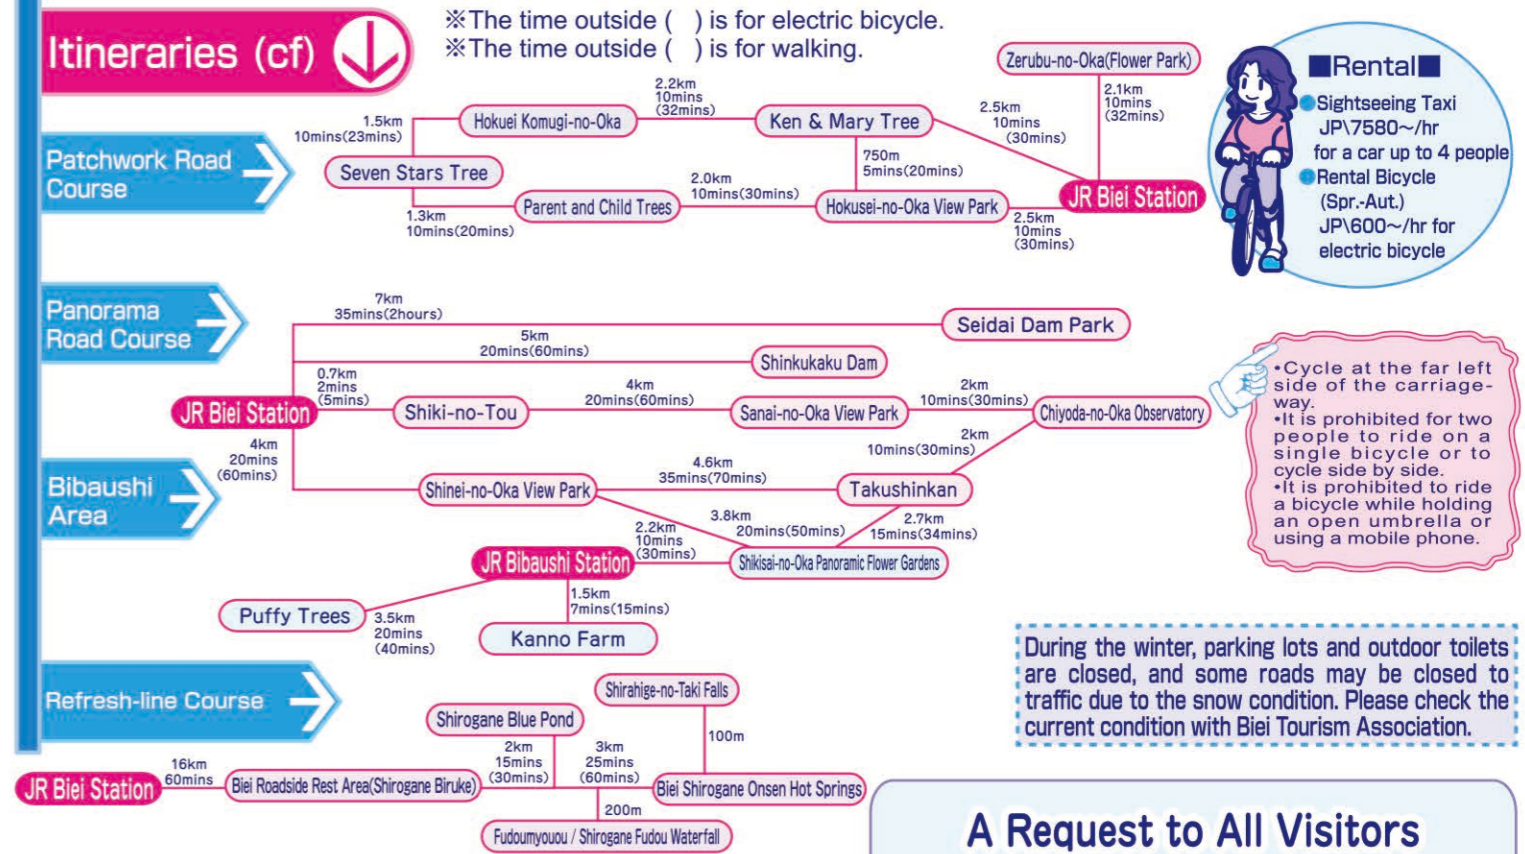 Itineraries (cf)
※The time outside (   ) is for electric bicycle.
※The time outside (   ) is for walking.
Patchwork Road
Course
1.5km
10mins(23mins)
Hokuei Komugi-no-Oka
2.2km
10mins
(32mins)
Ken & Mary Tree
2.5km
10mins
(30mins)
Zerubu-no-Oka(Flower Park)
2.1km
10mins
(32mins)
Seven Stars Tree
750m
5mins(20mins)
1.3km
10mins(20mins)
Parent and Child Trees
2.0km
10mins(30mins)
Hokusei-no-Oka View Park
2.5km
10mins
(30mins)
JR Biei Station
■Rental■
●Sightseeing Taxi
JP\7580~/hr
for a car up to 4 people
●Rental Bicycle
(Spr.-Aut.)
JP\600~/hr for
electric bicycle
Panorama
Road Course
7km
35mins(2hours)
Seidai Dam Park
5km
20mins(60mins)
Shinkukaku Dam
0.7km
2mins
(5mins)
JR Biei Station
Shiki-no-Tou
4km
20mins(60mins)
Sanai-no-Oka View Park
2km
10mins(30mins)
Chiyoda-no-Oka Observatory
•Cycle at the far left
side of the carriage-
way.
•It is prohibited for two
people to ride on a
single bicycle or to
cycle side by side.
•It is prohibited to ride
a bicycle while holding
an open umbrella or
using a mobile phone.
Bibaushi
Area
4km
20mins
(60mins)
2km
10mins(30mins)
Shinei-no-Oka View Park
4.6km
35mins(70mins)
Takushinkan
3.8km
20mins(50mins)
2.7km
15mins(34mins)
2.2km
10mins
(30mins)
JR Bibaushi Station
Shikisai-no-Oka Panoramic Flower Gardens
Puffy Trees
3.5km
20mins
(40mins)
1.5km
7mins(15mins)
Kanno Farm
During the winter, parking lots and outdoor toilets
are closed, and some roads may be closed to
traffic due to the snow condition. Please check the
current condition with Biei Tourism Association.
Refresh-line Course
Shirahige-no-Taki Falls
Shirogane Blue Pond
100m
2km
15mins
(30mins)
3km
25mins
(60mins)
JR Biei Station
16km
60mins
Biei Roadside Rest Area(Shirogane Biruke)
Biei Shirogane Onsen Hot Springs
200m
Fudoumyouou / Shirogane Fudou Waterfall
A Request to All Visitors